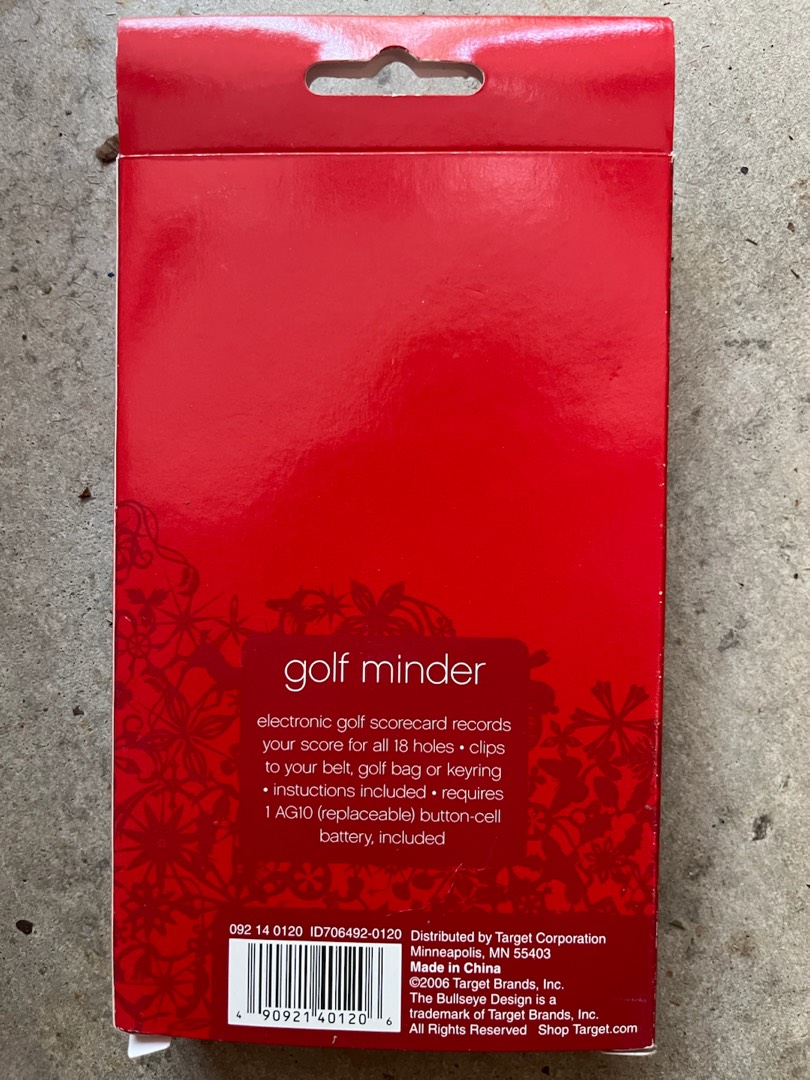 golf minder
electronic golf scorecard records
your score for all 18 holes • clips
to your belt, golf bag or keyring
• instuctions included • requires
1 AG10 (replaceable) button-cell
battery, included
092 14 0120 ID706492-0120
4 90921 40120 6
Distributed by Target Corporation
Minneapolis, MN 55403
Made in China
©2006 Target Brands, Inc.
The Bullseye Design is a
trademark of Target Brands, Inc.
All Rights Reserved Shop Target.com